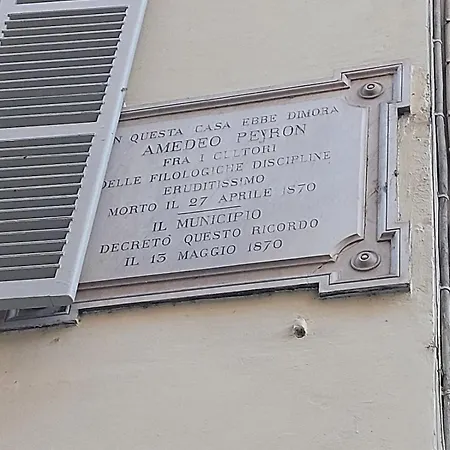 IN QUESTA CASA EBBE DIMORA
AMEDEO PEYRON
FRA I CULTORI
DELLE FILOLOGICHE DISCIPLINE
ERUDITISSIMO
MORTO IL 27 APRILE 1870
IL MUNICIPIO
DECRETÒ QUESTO RICORDO
IL 13 MAGGIO 1870